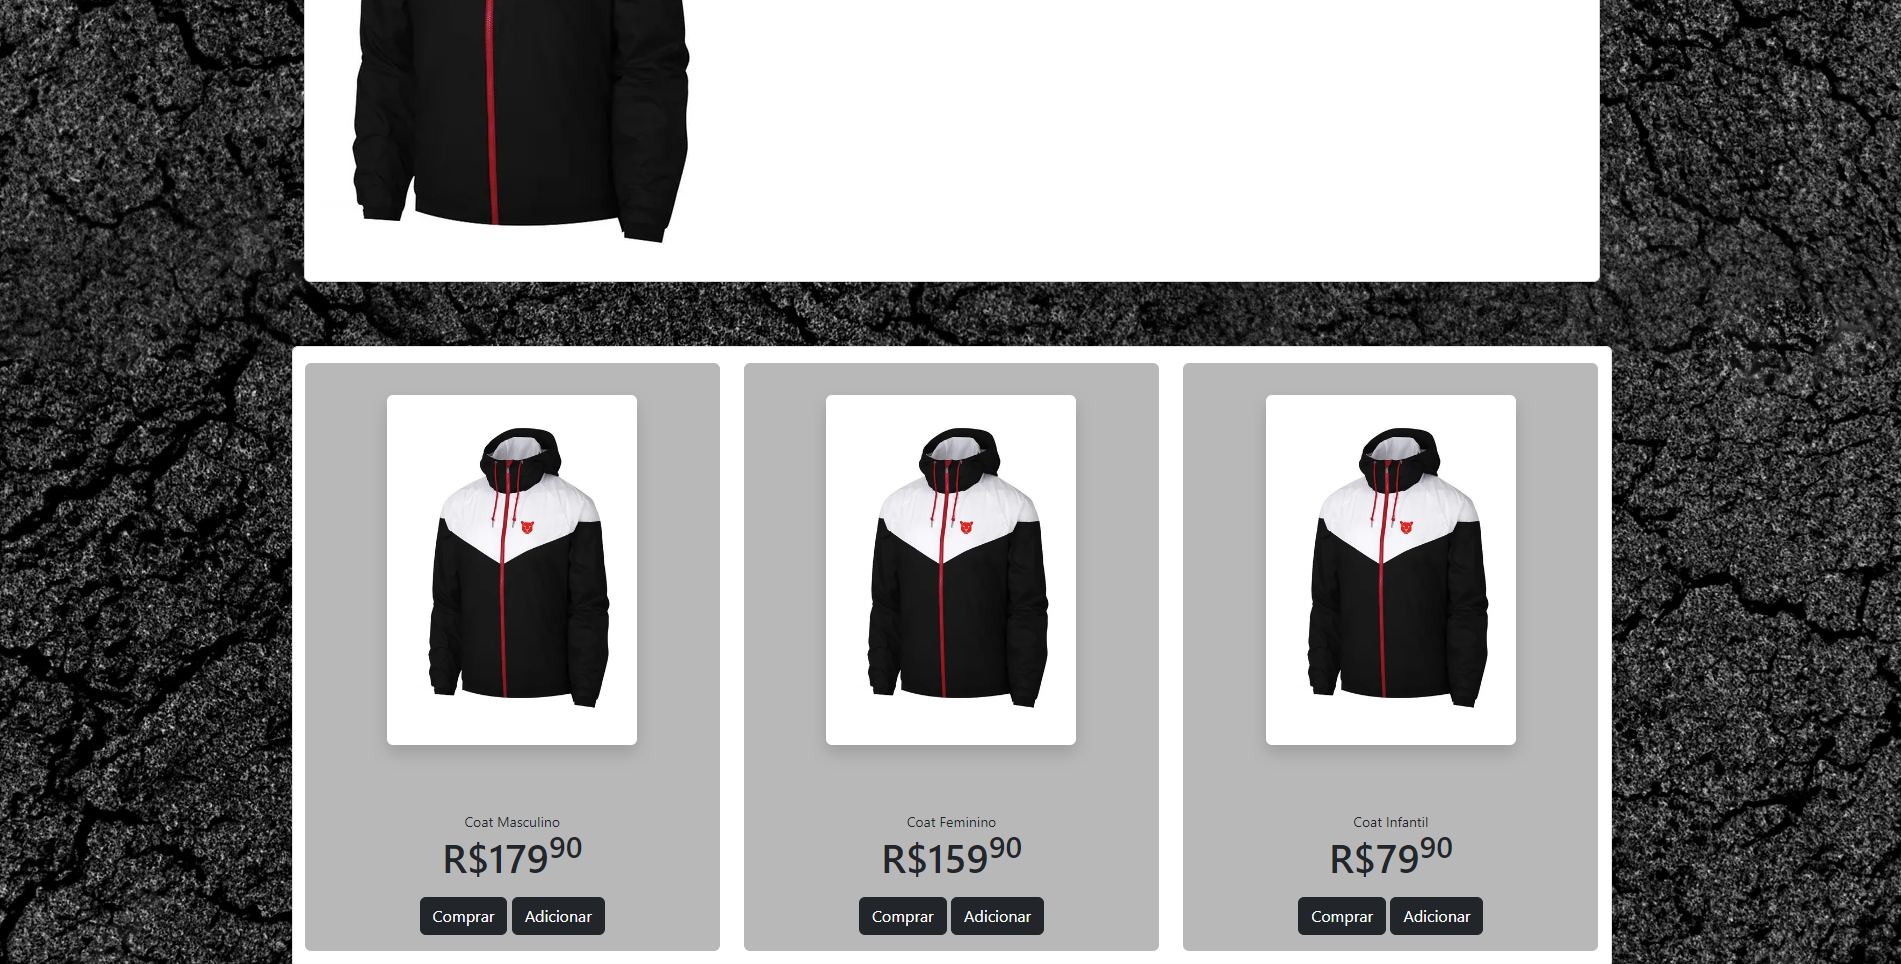 Coat Masculino
R$17990
Comprar Adicionar
Coat Feminino
R$15990
Comprar Adicionar
Coat Infantil
R$7990
Comprar Adicionar